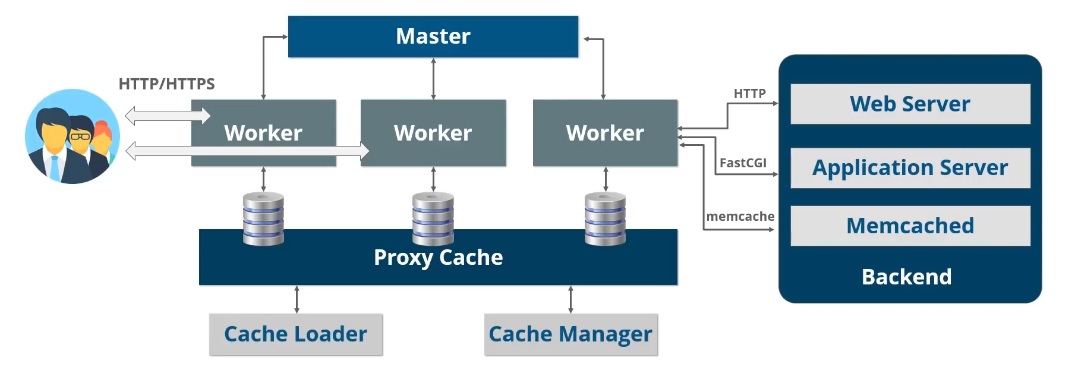 Master
HTTP/HTTPS
Worker
Worker
Worker
HTTP
FastCGI
memcache
Web Server
Application Server
Memcached
Backend
Proxy Cache
Cache Loader
Cache Manager